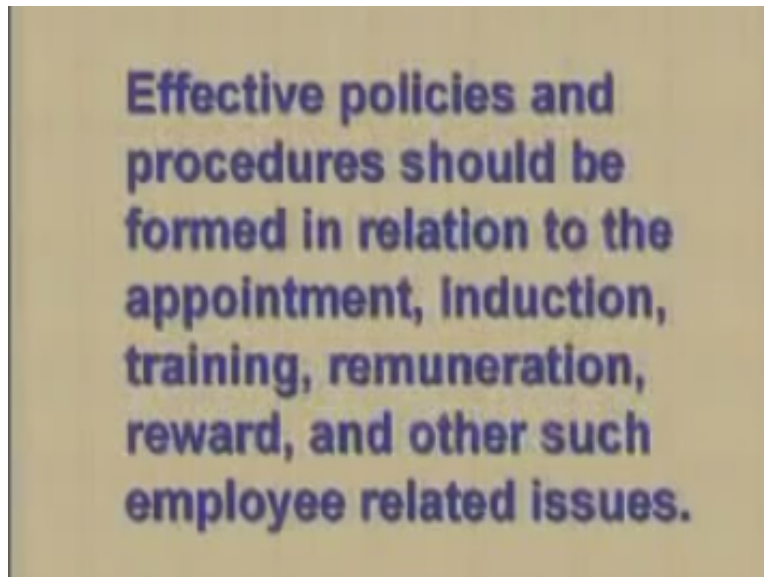 Effective policies and
procedures should be
formed in relation to the
appointment, induction,
training, remuneration,
reward, and other such
employee related issues.